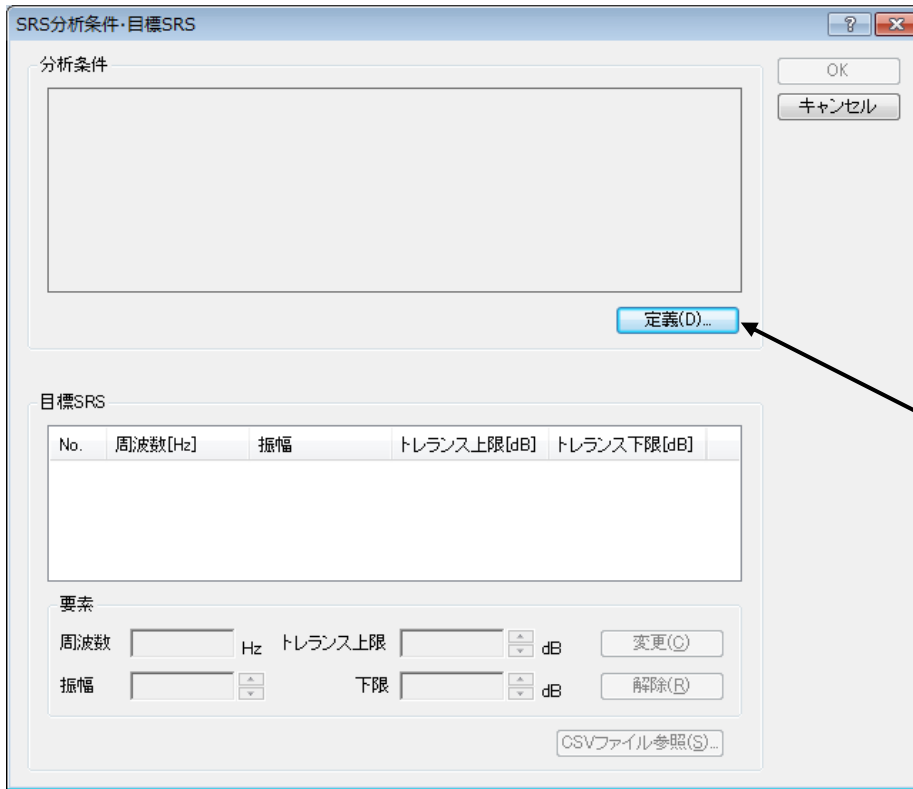 SRS分析条件・目標SRS
分析条件
OK
キャンセル
定義(D)...
目標SRS
No. 周波数[Hz] 振幅 トレランス上限[dB] トレランス下限[dB]
要素
周波数 Hz トレランス上限 dB 変更(C)
振幅 下限 dB 解除(R)
CSVファイル参照(S)...